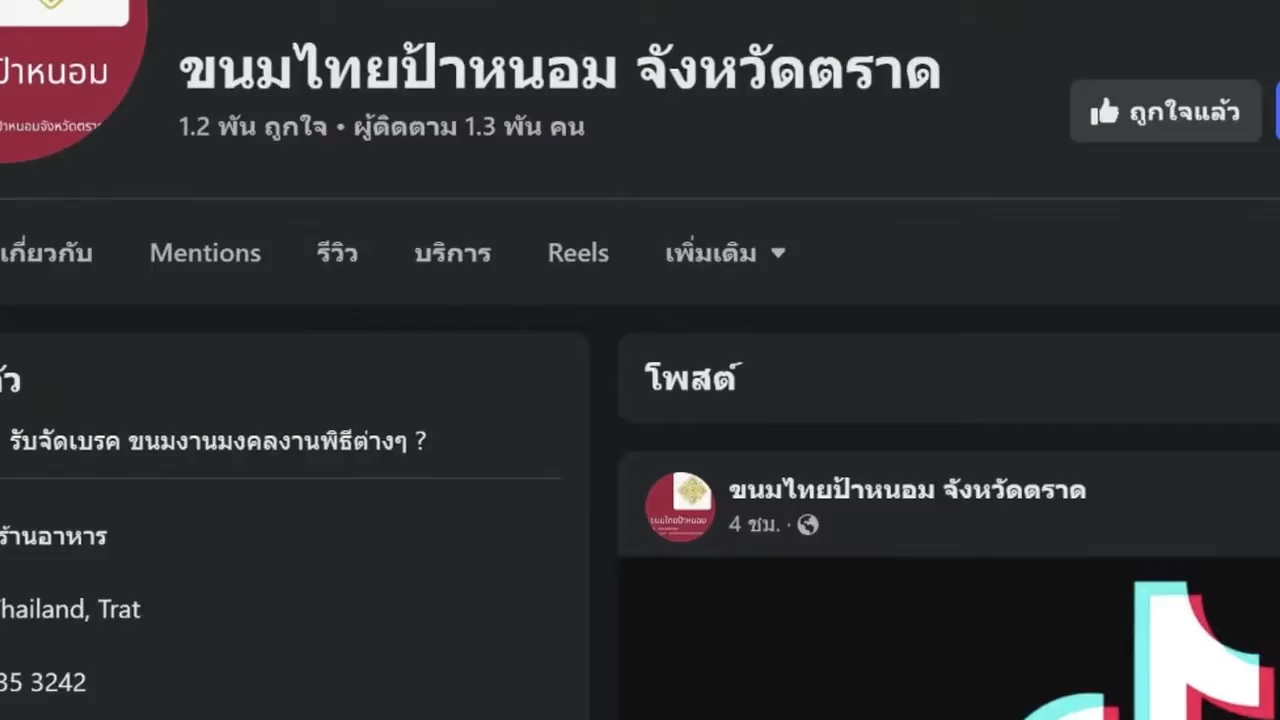 ป้าหนอม
ขนมไทยป้าหนอม จังหวัดตราด
1.2 พัน ถูกใจ • ผู้ติดตาม 1.3 พัน คน
ถูกใจแล้ว
เกี่ยวกับ Mentions รีวิว บริการ Reels เพิ่มเติม
โพสต์
รับจัดเบรค ขนมงานมงคลงานพิธีต่างๆ ?
ขนมไทยป้าหนอม จังหวัดตราด
4 ชม. ·
ร้านอาหาร
Thailand, Trat
35 3242